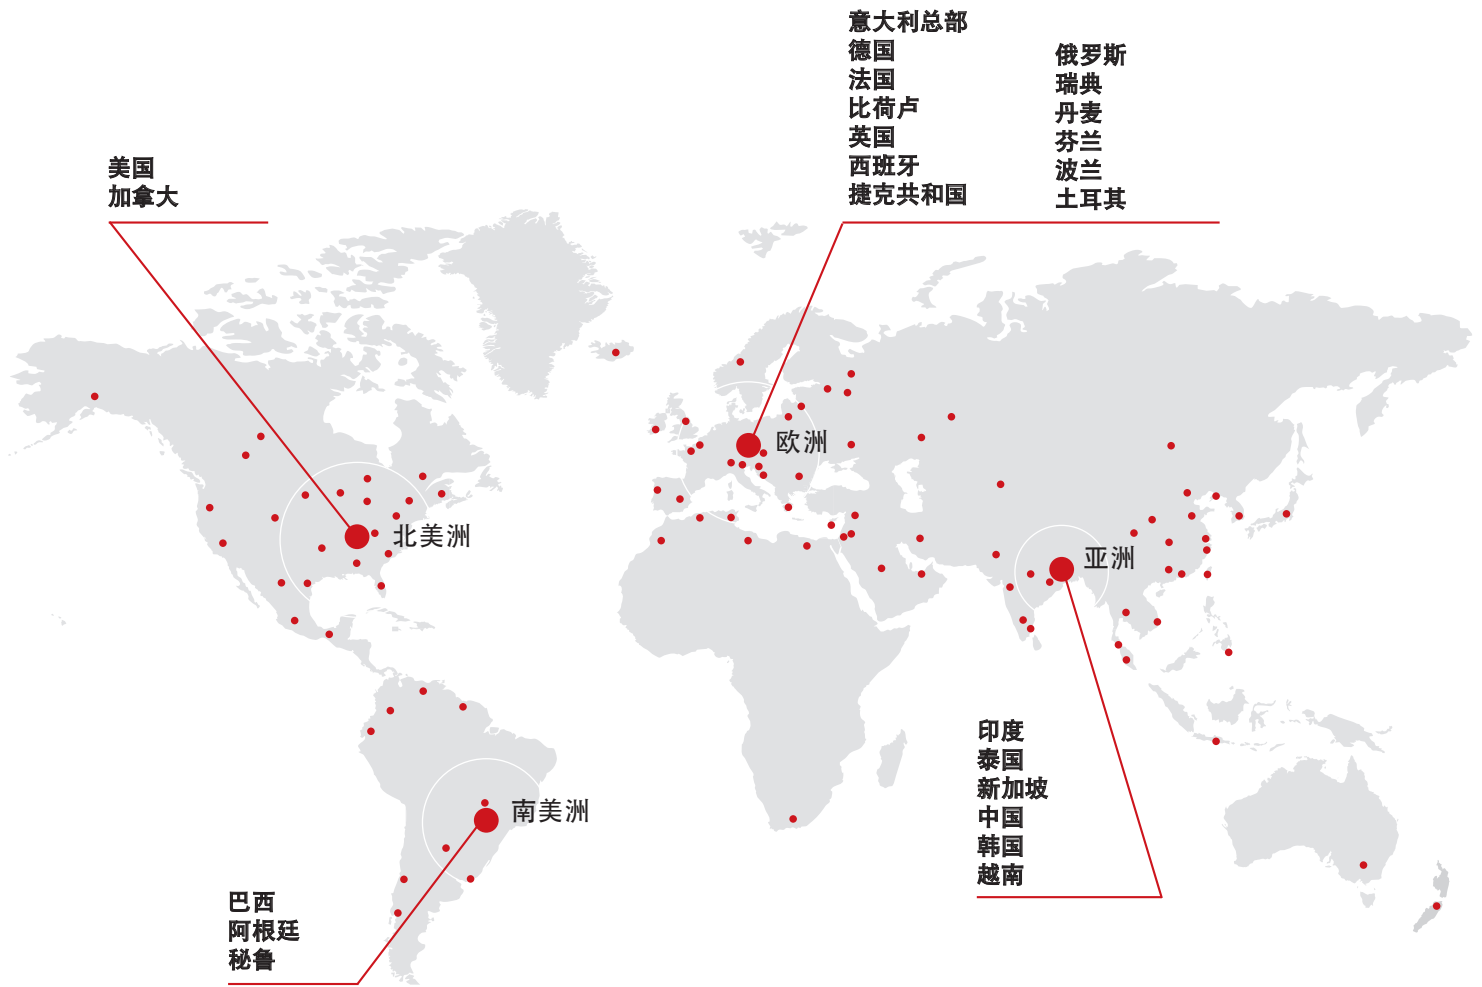 意大利总部
德国
法国
比荷卢
英国
西班牙
捷克共和国
俄罗斯
瑞典
丹麦
芬兰
波兰
土耳其
美国
加拿大
欧洲
北美洲
亚洲
印度
泰国
新加坡
中国
韩国
越南
南美洲
巴西
阿根廷
秘鲁